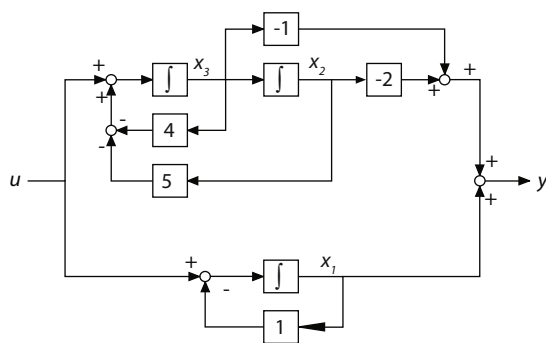 -1
+ + ∫ x3 ∫ x2 -2 + + +
+ - 4
- 5
u + + y
+ ∫ x1
- 1